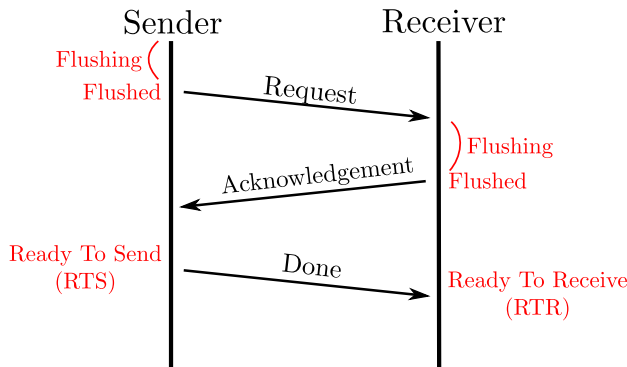 Sender
Receiver
Flushing
Flushed
Request
Flushing
Acknowledgement
Flushed
Ready To Send
(RTS)
Done
Ready To Receive
(RTR)